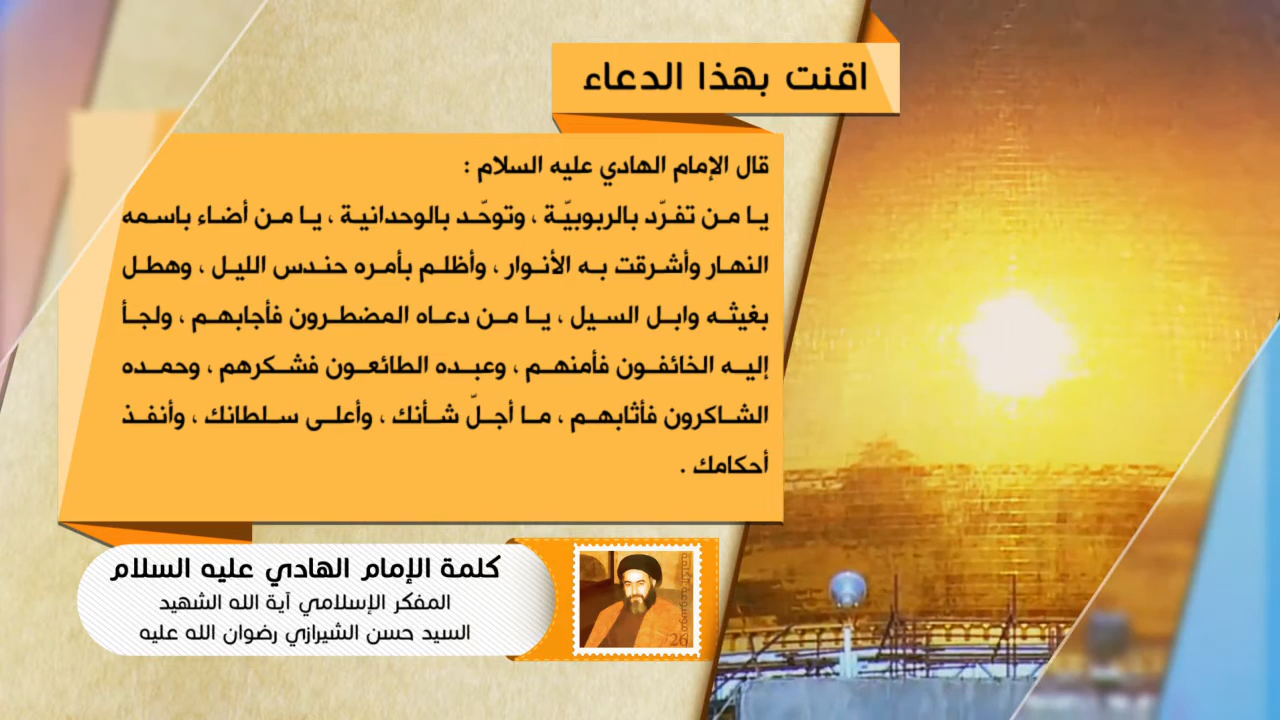 اقنت بهذا الدعاء
قال الإمام الهادي عليه السلام :
يا من تفرّد بالربوبيّة ، وتوحّد بالوحدانية ، يا من أضاء باسمه
النهار وأشرقت به الأنوار ، وأظلم بأمره حندس الليل ، وهطل
بغيثه وابل السيل ، يا من دعاه المضطرون فأجابهم ، ولجأ
إليه الخائفون فأمنهم ، وعبده الطائعون فشكرهم ، وحمده
الشاكرون فأثابهم ، ما أجلّ شأنك ، وأعلى سلطانك ، وأنفذ
أحكامك .
كلمة الإمام الهادي عليه السلام
المفكر الإسلامي آية الله الشهيد
السيد حسن الشيرازي رضوان الله عليه